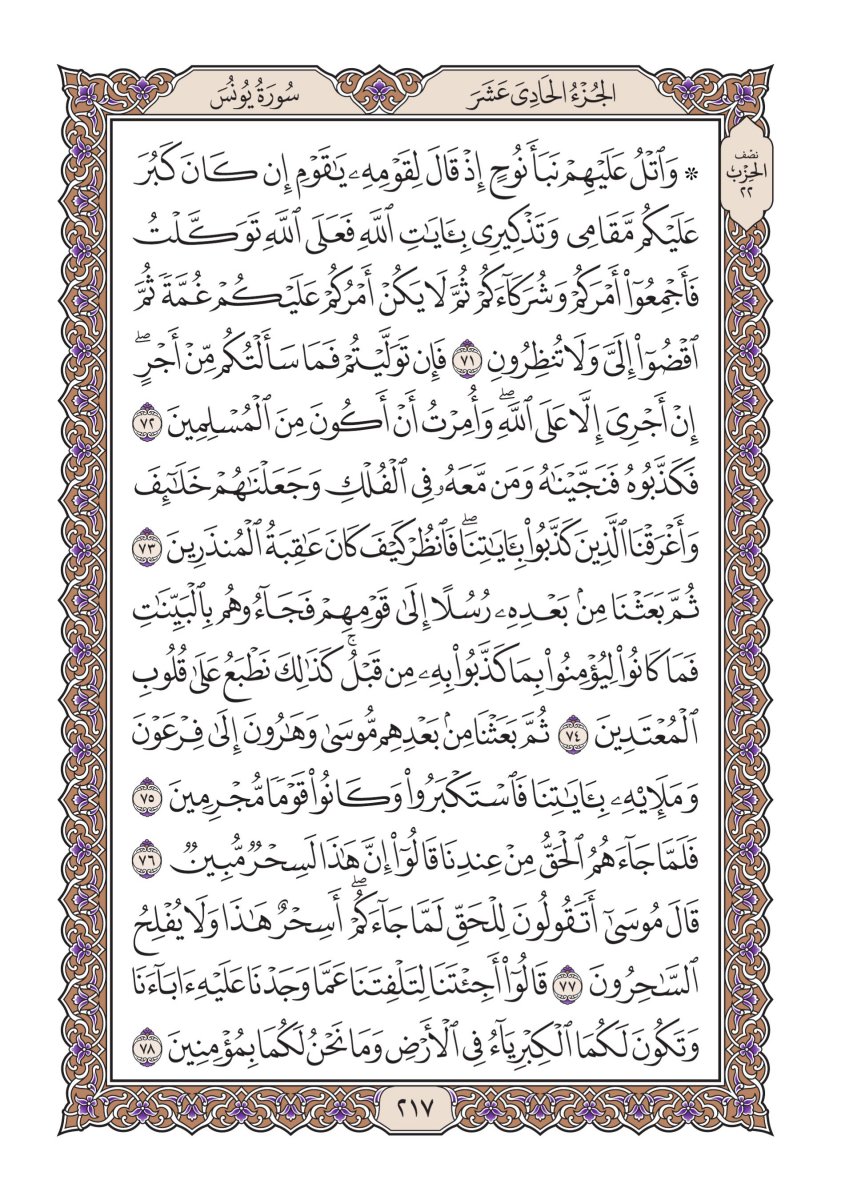 الجُزْءُ الحَادِى عَشَرَ
سُورَةُ يُونُسَ
نصف
الحِزْب
٢٢
۞ وَٱتْلُ عَلَيْهِمْ نَبَأَ نُوحٍ إِذْ قَالَ لِقَوْمِهِۦ يَـٰقَوْمِ إِن كَانَ كَبُرَ
عَلَيْكُم مَّقَامِى وَتَذْكِيرِى بِـَٔايَـٰتِ ٱللَّهِ فَعَلَى ٱللَّهِ تَوَكَّلْتُ
فَأَجْمِعُوٓا۟ أَمْرَكُمْ وَشُرَكَآءَكُمْ ثُمَّ لَا يَكُنْ أَمْرُكُمْ عَلَيْكُمْ غُمَّةً ثُمَّ
ٱقْضُوٓا۟ إِلَىَّ وَلَا تُنظِرُونِ ٧١ فَإِن تَوَلَّيْتُمْ فَمَا سَأَلْتُكُم مِّنْ أَجْرٍ ۖ
إِنْ أَجْرِىَ إِلَّا عَلَى ٱللَّهِ ۖ وَأُمِرْتُ أَنْ أَكُونَ مِنَ ٱلْمُسْلِمِينَ ٧٢
فَكَذَّبُوهُ فَنَجَّيْنَـٰهُ وَمَن مَّعَهُۥ فِى ٱلْفُلْكِ وَجَعَلْنَـٰهُمْ خَلَـٰٓئِفَ
وَأَغْرَقْنَا ٱلَّذِينَ كَذَّبُوا۟ بِـَٔايَـٰتِنَا ۖ فَٱنظُرْ كَيْفَ كَانَ عَـٰقِبَةُ ٱلْمُنذَرِينَ ٧٣
ثُمَّ بَعَثْنَا مِنۢ بَعْدِهِۦ رُسُلًا إِلَىٰ قَوْمِهِمْ فَجَآءُوهُم بِٱلْبَيِّنَـٰتِ
فَمَا كَانُوا۟ لِيُؤْمِنُوا۟ بِمَا كَذَّبُوا۟ بِهِۦ مِن قَبْلُ ۚ كَذَٰلِكَ نَطْبَعُ عَلَىٰ قُلُوبِ
ٱلْمُعْتَدِينَ ٧٤ ثُمَّ بَعَثْنَا مِنۢ بَعْدِهِم مُّوسَىٰ وَهَـٰرُونَ إِلَىٰ فِرْعَوْنَ
وَمَلَإِي۟هِۦ بِـَٔايَـٰتِنَا فَٱسْتَكْبَرُوا۟ وَكَانُوا۟ قَوْمًا مُّجْرِمِينَ ٧٥
فَلَمَّا جَآءَهُمُ ٱلْحَقُّ مِنْ عِندِنَا قَالُوٓا۟ إِنَّ هَـٰذَا لَسِحْرٌ مُّبِينٌ ٧٦
قَالَ مُوسَىٰٓ أَتَقُولُونَ لِلْحَقِّ لَمَّا جَآءَكُمْ ۖ أَسِحْرٌ هَـٰذَا وَلَا يُفْلِحُ
ٱلسَّـٰحِرُونَ ٧٧ قَالُوٓا۟ أَجِئْتَنَا لِتَلْفِتَنَا عَمَّا وَجَدْنَا عَلَيْهِ ءَابَآءَنَا
وَتَكُونَ لَكُمَا ٱلْكِبْرِيَآءُ فِى ٱلْأَرْضِ وَمَا نَحْنُ لَكُمَا بِمُؤْمِنِينَ ٧٨
٢١٧